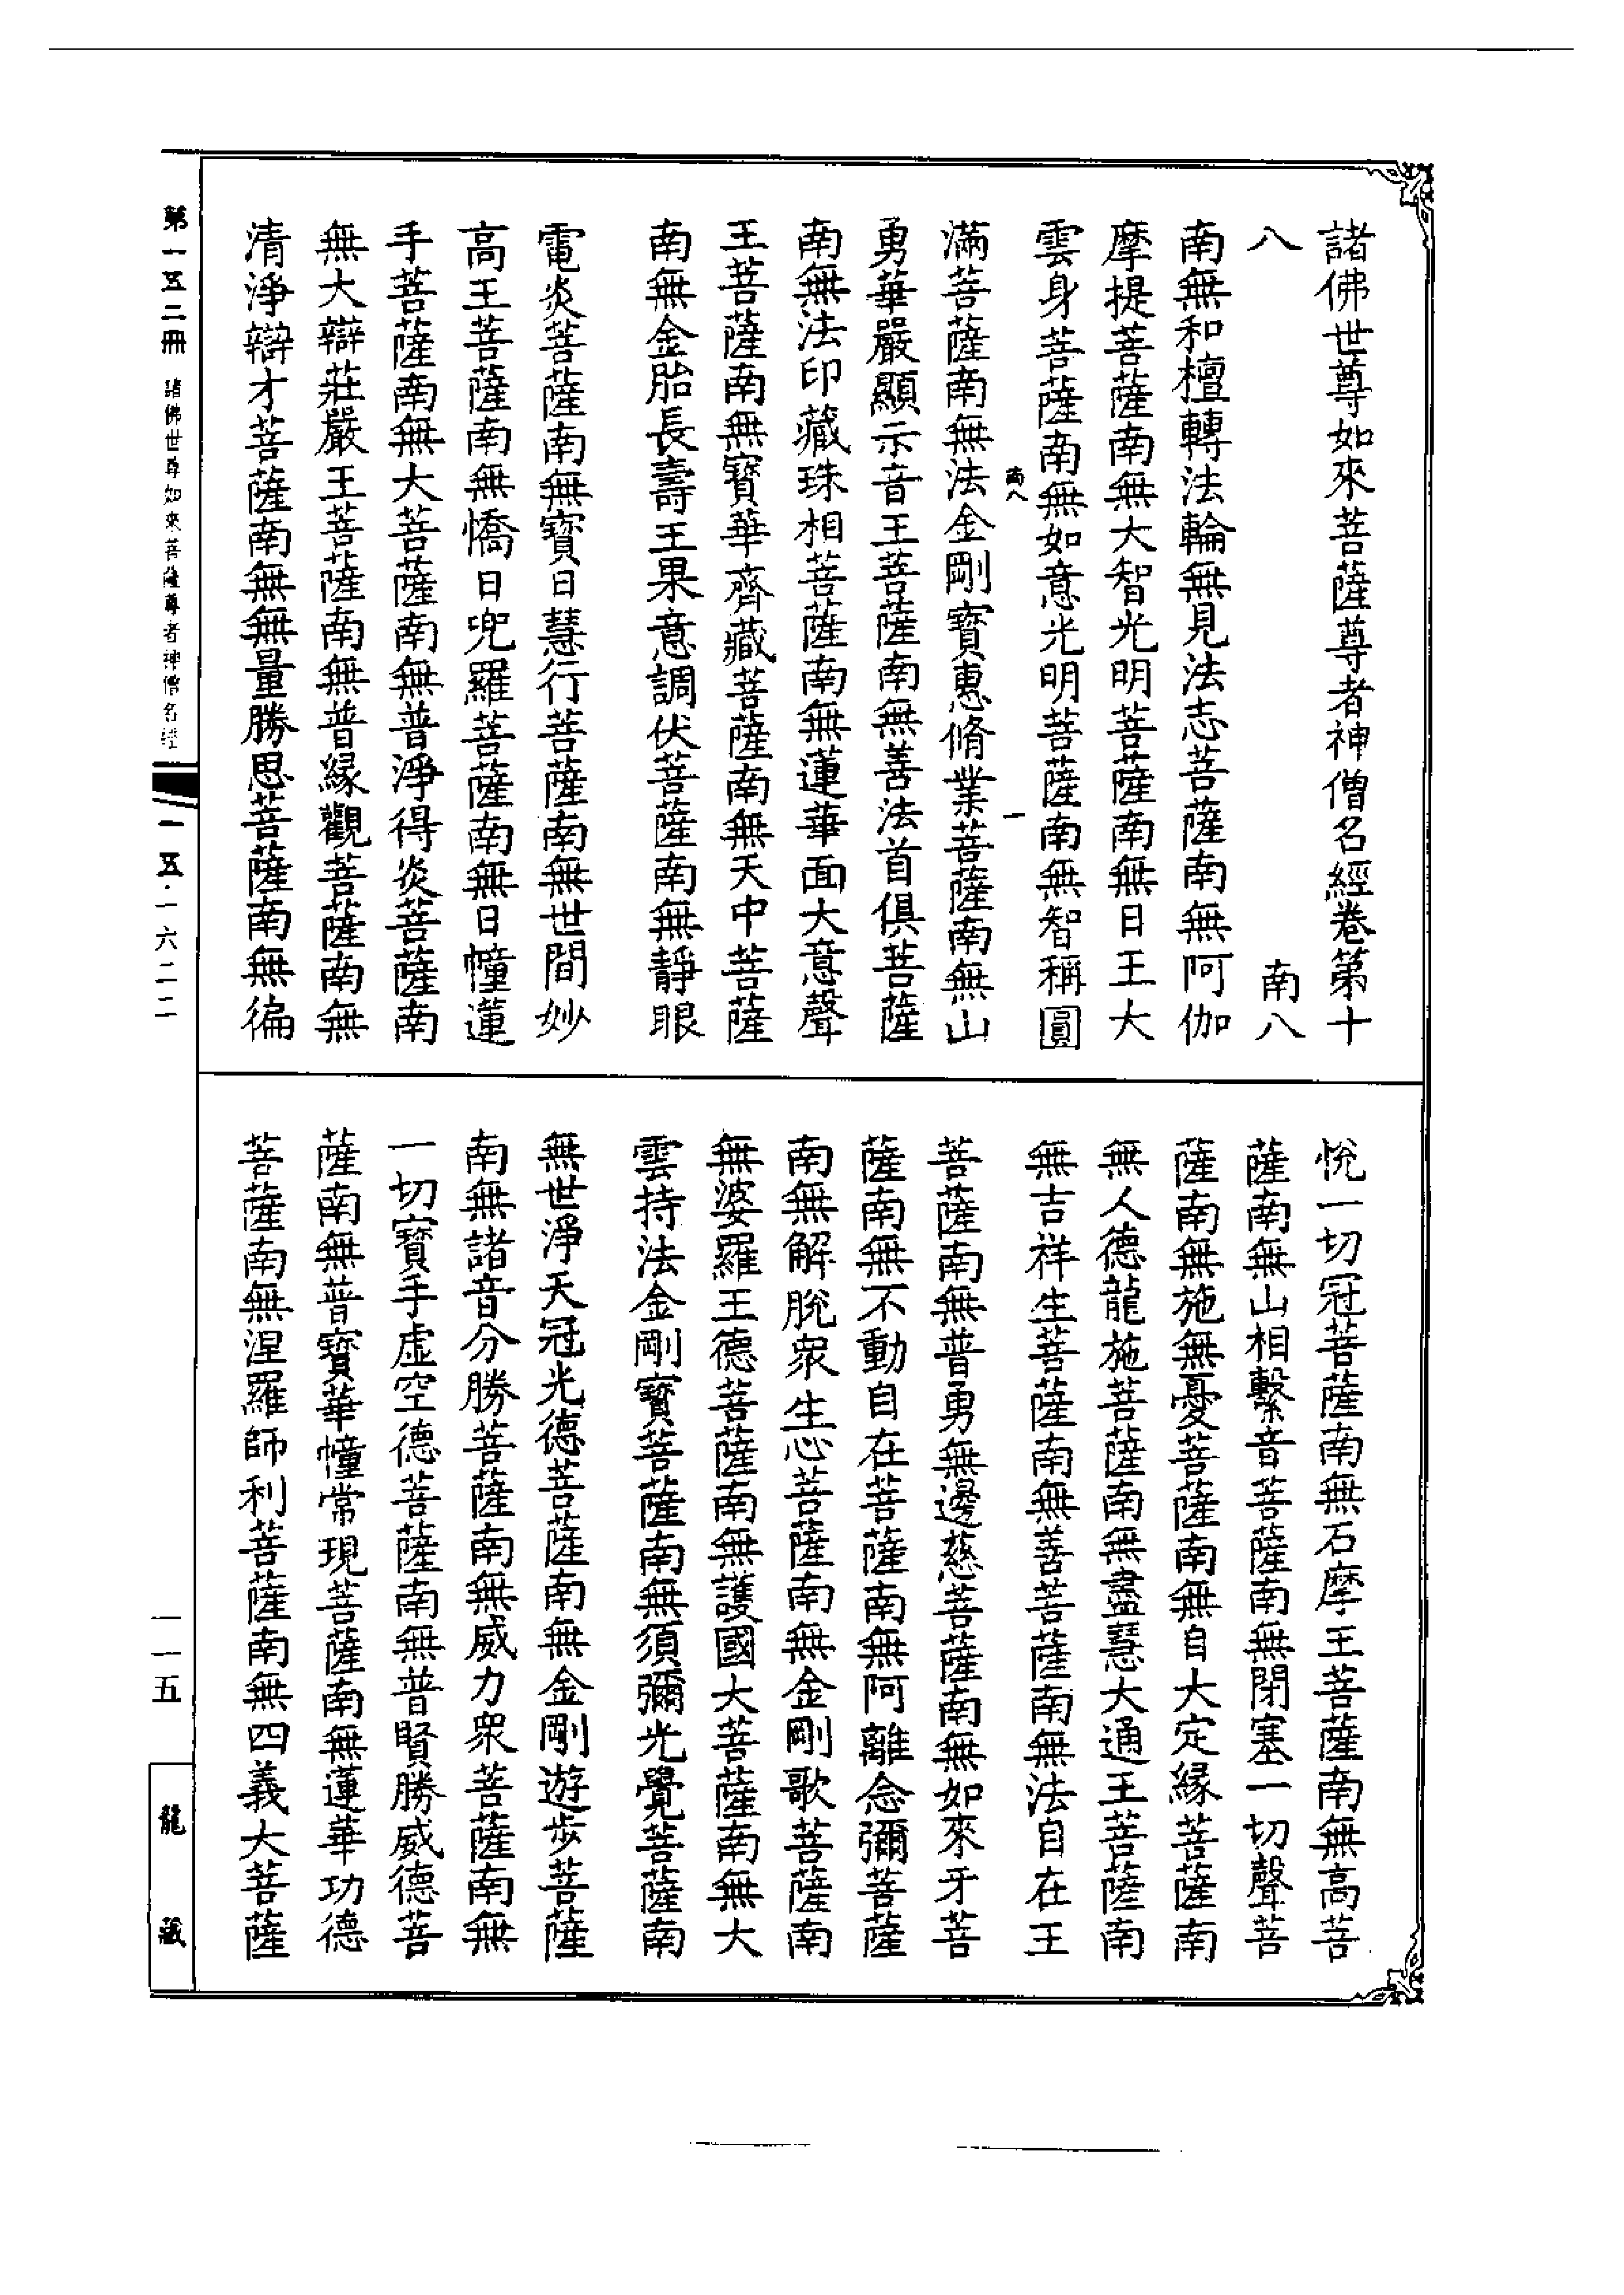 諸佛世尊如來菩薩尊者神僧名經卷第十
八　南八
南無和檀轉法輪無見法志菩薩南無阿伽
摩提菩薩南無大智光明菩薩南無日王大
雲身菩薩南無如意光明菩薩南無智稱圓
南八　一
滿菩薩南無法金剛寶惠脩業菩薩南無山
勇華嚴顯示音王菩薩南無善法首俱菩薩
南無法印藏珠相菩薩南無蓮華面大意聲
王菩薩南無寶華齊藏菩薩南無天中菩薩
南無金胎長壽王果意調伏菩薩南無靜眼
電炎菩薩南無寶日慧行菩薩南無世間妙
高王菩薩南無憍日兜羅菩薩南無日幢蓮
手菩薩南無大菩薩南無普淨得炎菩薩南
無大辯莊嚴王菩薩南無普緣觀菩薩南無
清淨辯才菩薩南無無量勝思菩薩南無徧
悅一切冠菩薩南無石摩王菩薩南無高菩
薩南無山相繫音菩薩南無閉塞一切聲菩
薩南無施無憂菩薩南無自大定緣菩薩南
無人德龍施菩薩南無盡慧大通王菩薩南
無吉祥生菩薩南無善菩薩南無法自在王
菩薩南無普勇無邊慈菩薩南無如來牙菩
薩南無不動自在菩薩南無阿離念彌菩薩
南無解脫衆生心菩薩南無金剛歌菩薩南
無婆羅王德菩薩南無護國大菩薩南無大
雲持法金剛寶菩薩南無須彌光覺菩薩南
無世淨天冠光德菩薩南無金剛遊步菩薩
南無諸音分勝菩薩南無威力衆菩薩南無
一切寶手虛空德菩薩南無普賢勝威德菩
薩南無普寶華幢常現菩薩南無蓮華功德
菩薩南無涅羅師利菩薩南無四義大菩薩
第一五二冊　諸佛世尊如來菩薩尊者神僧名經
一五·一六二二
一一五
龍藏